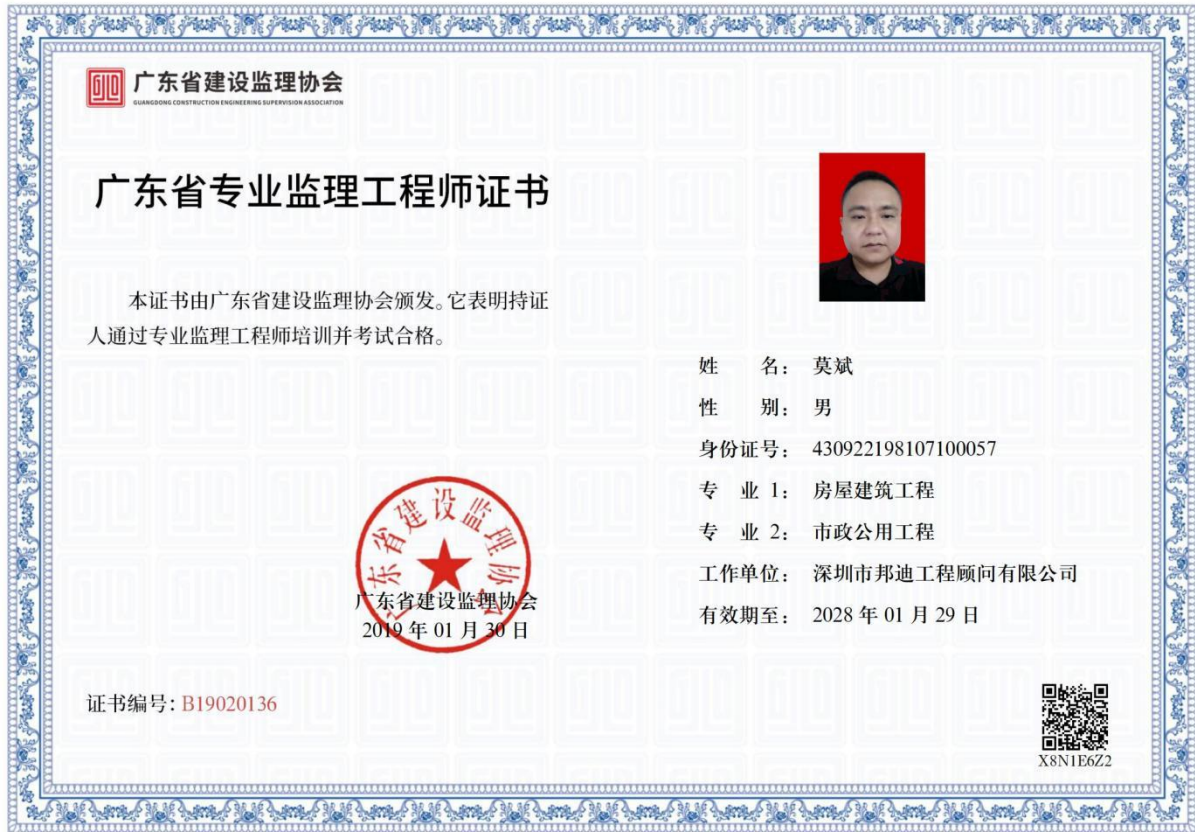 广东省建设监理协会
GUANGDONG CONSTRUCTION ENGINEERING SUPERVISION ASSOCIATION
广东省专业监理工程师证书
本证书由广东省建设监理协会颁发。它表明持证
人通过专业监理工程师培训并考试合格。
姓 名： 莫斌
性 别： 男
身份证号： 430922198107100057
专 业 1： 房屋建筑工程
专 业 2： 市政公用工程
工作单位： 深圳市邦迪工程顾问有限公司
有效期至： 2028 年 01 月 29 日
广东省建设监理协会
广东省建设监理协会
2019 年 01 月 30 日
证书编号: B19020136
X8N1E6Z2